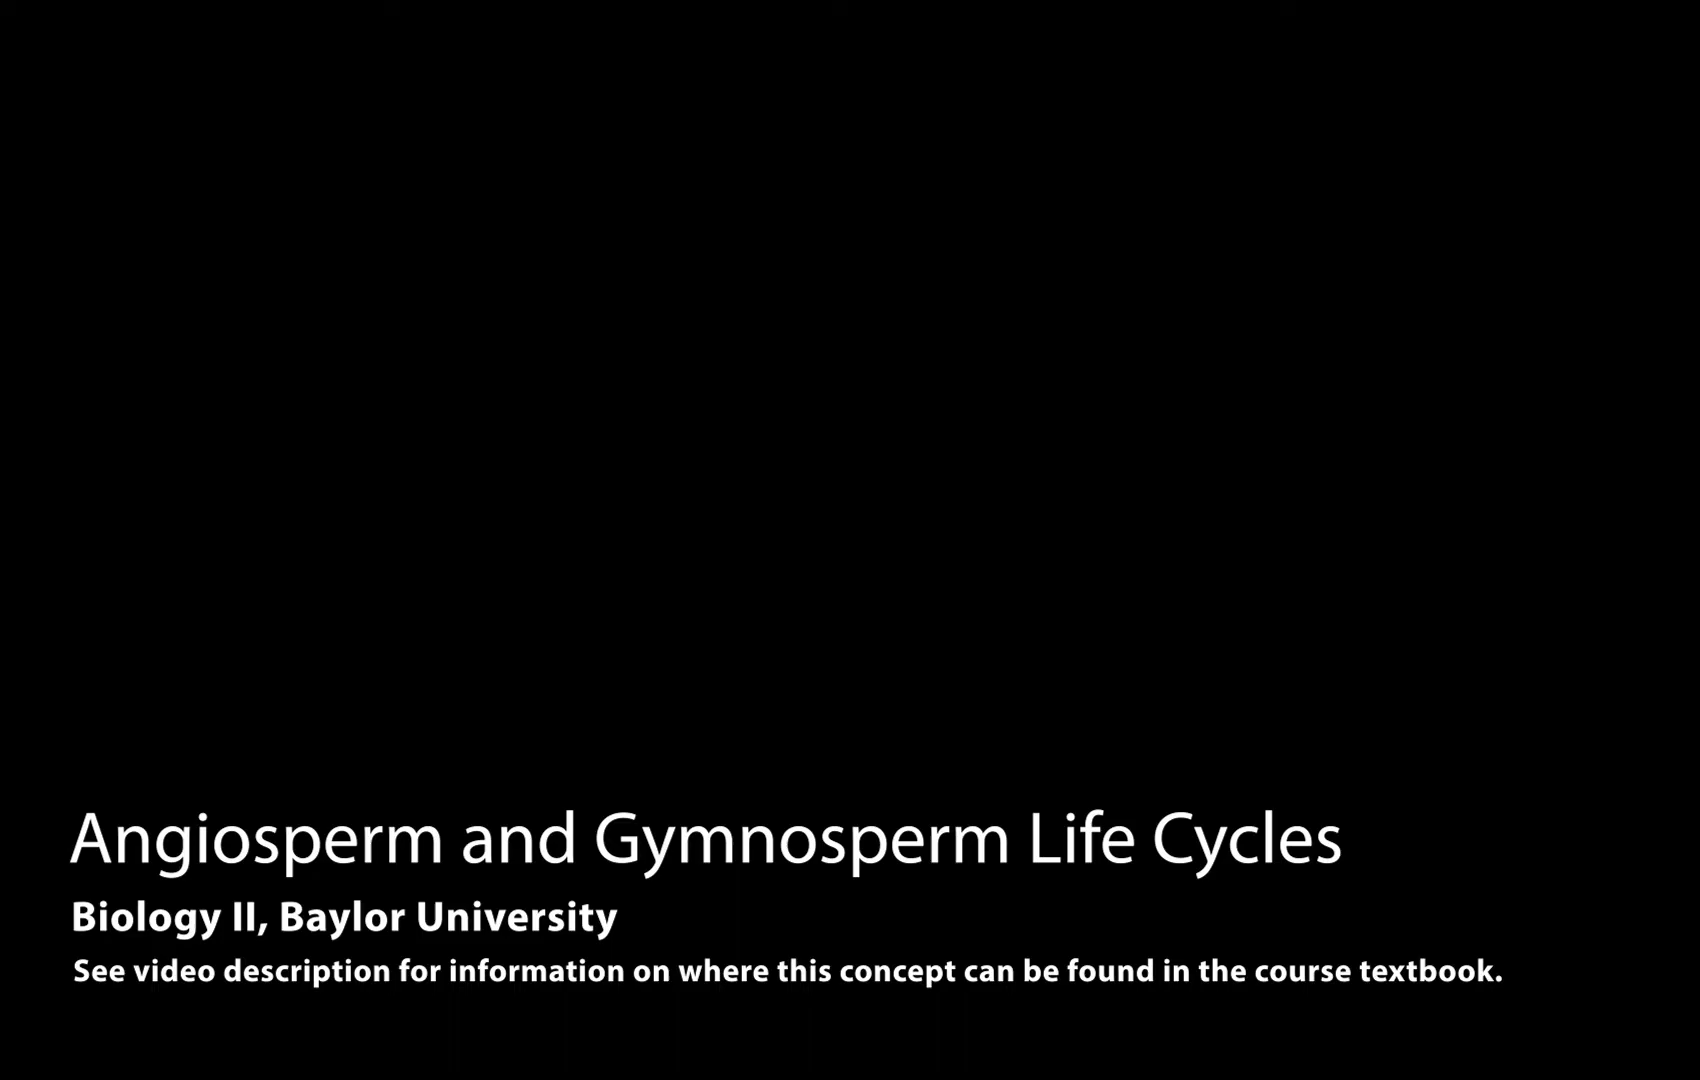 Angiosperm and Gymnosperm Life Cycles
Biology II, Baylor University
See video description for information on where this concept can be found in the course textbook.